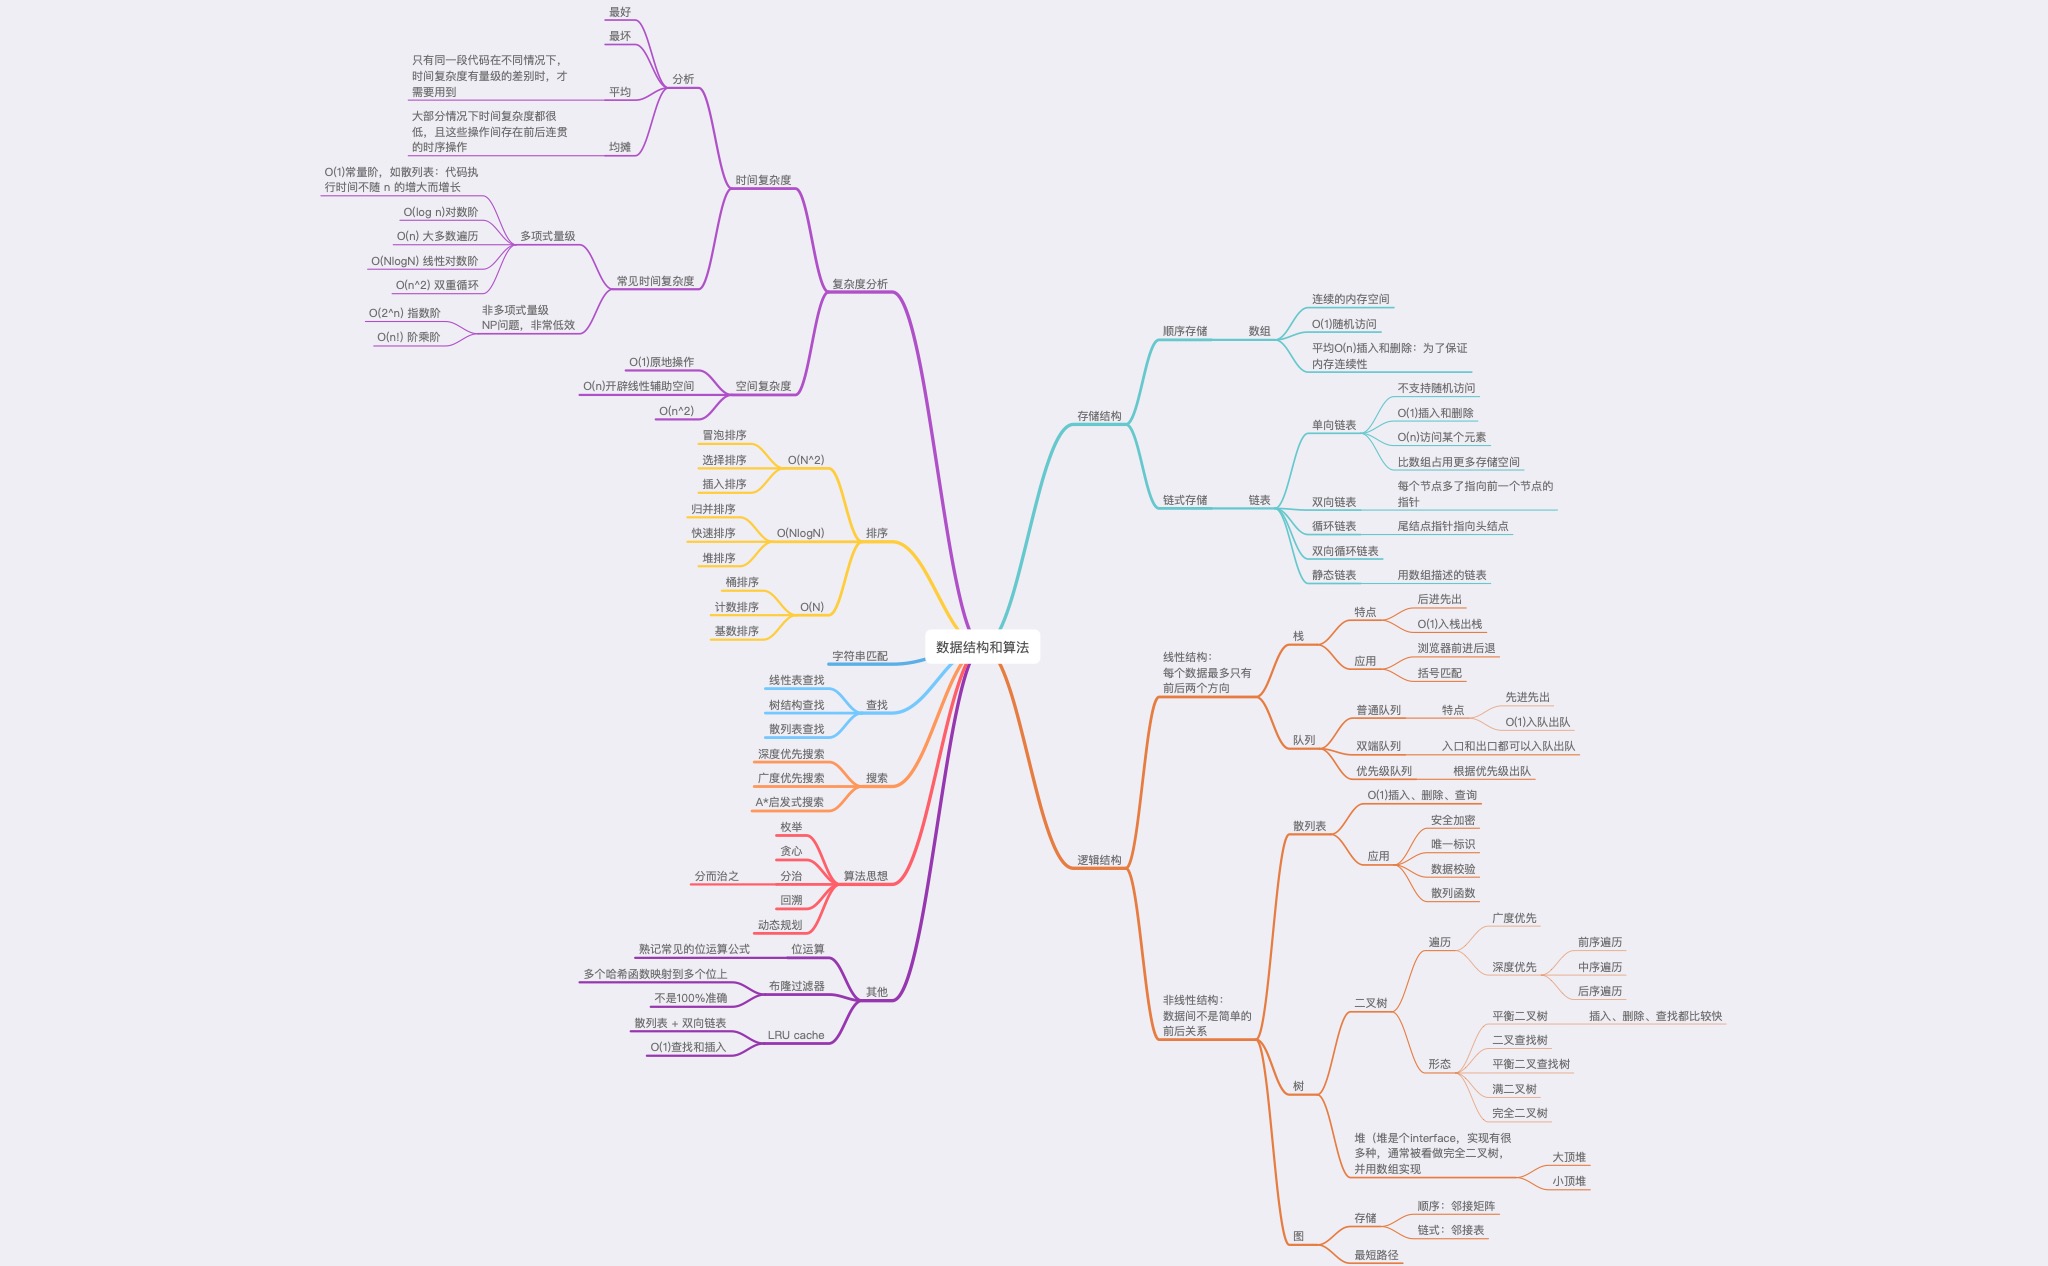 数据结构和算法
复杂度分析
时间复杂度
分析
最好
最坏
平均
只有同一段代码在不同情况下，
时间复杂度有量级的差别时，才
需要用到
均摊
大部分情况下时间复杂度都很
低，且这些操作间存在前后连贯
的时序操作
常见时间复杂度
多项式量级
O(1)常量阶，如散列表：代码执
行时间不随 n 的增大而增长
O(log n)对数阶
O(n) 大多数遍历
O(NlogN) 线性对数阶
O(n^2) 双重循环
非多项式量级
NP问题，非常低效
O(2^n) 指数阶
O(n!) 阶乘阶
空间复杂度
O(1)原地操作
O(n)开辟线性辅助空间
O(n^2)
排序
O(N^2)
冒泡排序
选择排序
插入排序
O(NlogN)
归并排序
快速排序
堆排序
O(N)
桶排序
计数排序
基数排序
字符串匹配
查找
线性表查找
树结构查找
散列表查找
搜索
深度优先搜索
广度优先搜索
A*启发式搜索
算法思想
枚举
贪心
分治
分而治之
回溯
动态规划
其他
位运算
熟记常见的位运算公式
布隆过滤器
多个哈希函数映射到多个位上
不是100%准确
LRU cache
散列表 + 双向链表
O(1)查找和插入
存储结构
顺序存储
数组
连续的内存空间
O(1)随机访问
平均O(n)插入和删除：为了保证
内存连续性
链式存储
链表
单向链表
不支持随机访问
O(1)插入和删除
O(n)访问某个元素
比数组占用更多存储空间
双向链表
每个节点多了指向前一个节点的
指针
循环链表
尾结点指针指向头结点
双向循环链表
静态链表
用数组描述的链表
逻辑结构
线性结构：
每个数据最多只有
前后两个方向
栈
特点
后进先出
O(1)入栈出栈
应用
浏览器前进后退
括号匹配
队列
普通队列
特点
先进先出
O(1)入队出队
双端队列
入口和出口都可以入队出队
优先级队列
根据优先级出队
非线性结构：
数据间不是简单的
前后关系
散列表
O(1)插入、删除、查询
应用
安全加密
唯一标识
数据校验
散列函数
树
二叉树
遍历
广度优先
深度优先
前序遍历
中序遍历
后序遍历
形态
平衡二叉树
插入、删除、查找都比较快
二叉查找树
平衡二叉查找树
满二叉树
完全二叉树
堆（堆是个interface，实现有很
多种，通常被看做完全二叉树，
并用数组实现
大顶堆
小顶堆
图
存储
顺序：邻接矩阵
链式：邻接表
最短路径